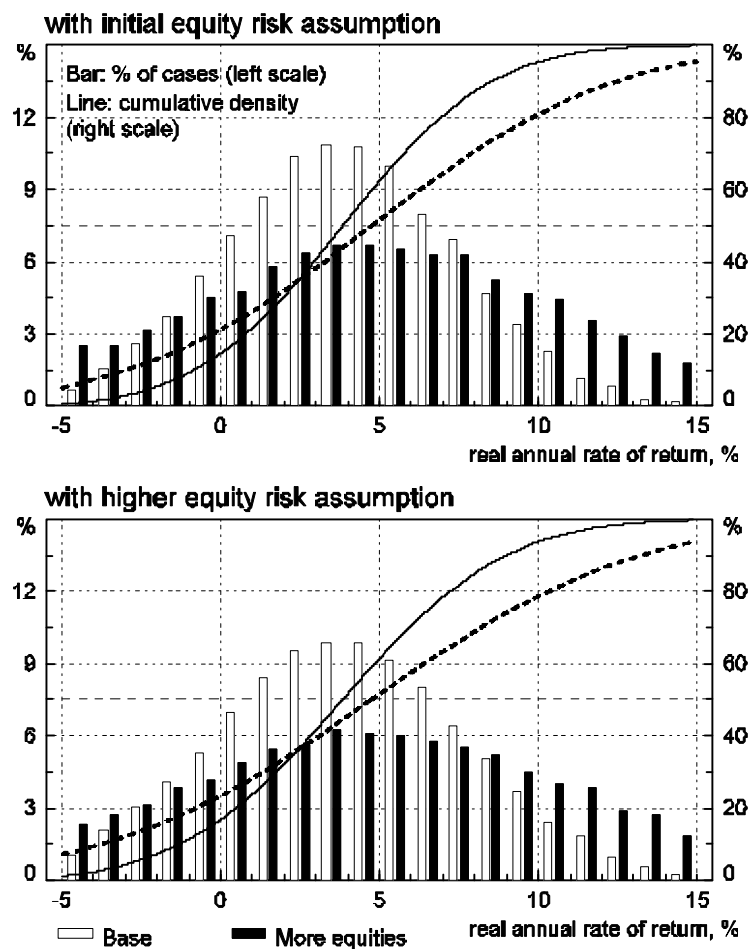 with initial equity risk assumption
% %
Bar: % of cases (left scale)
Line: cumulative density
(right scale)
12 80
9 60
6 40
3 20
0 0
-5 0 5 10 15
real annual rate of return, %
with higher equity risk assumption
% %
12 80
9 60
6 40
3 20
0 0
-5 0 5 10 15
real annual rate of return, %
Base More equities